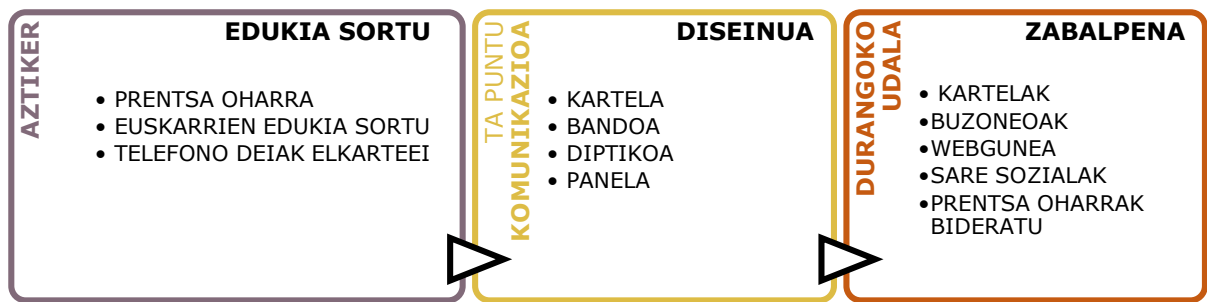 AZTIKER
EDUKIA SORTU
• PRENTSA OHARRA
• EUSKARRIEN EDUKIA SORTU
• TELEFONO DEIAK ELKARTEEI
TA PUNTU
KOMUNIKAZIOA
DISEINUA
• KARTELA
• BANDOA
• DIPTIKOA
• PANELA
DURANGOKO
UDALA
ZABALPENA
• KARTELAK
•BUZONEOAK
•WEBGUNEA
•SARE SOZIALAK
•PRENTSA OHARRAK
BIDERATU